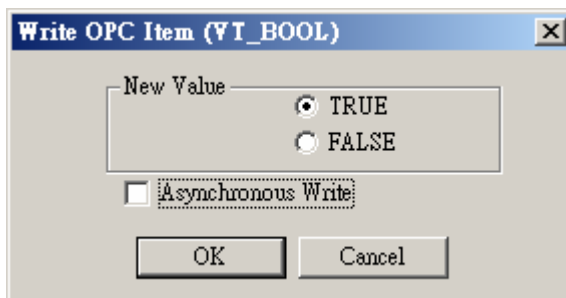 Write OPC Item (VT_BOOL)
New Value
TRUE
FALSE
Asynchronous Write
OK
Cancel